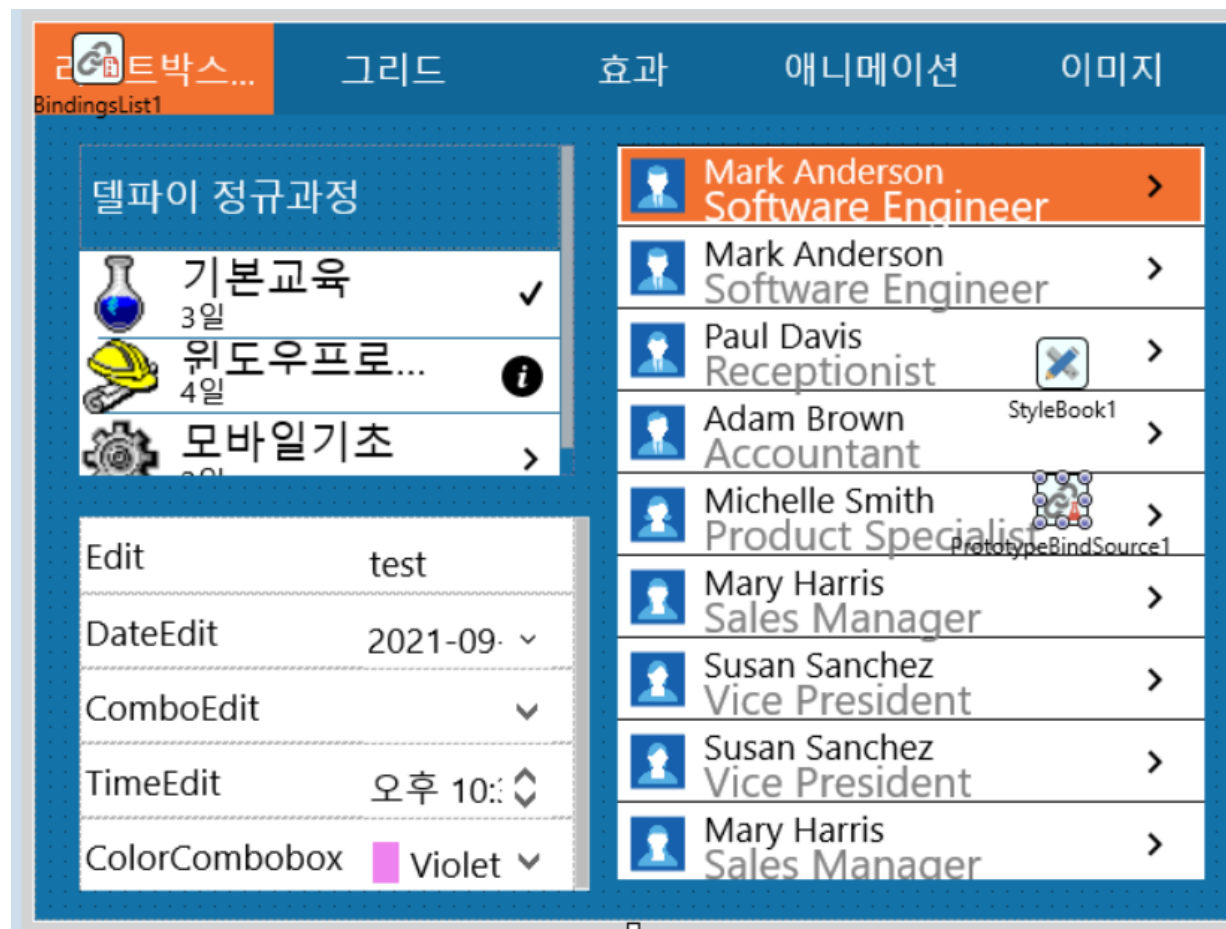 트박스...
그리드
효과
애니메이션
이미지
BindingsList1
델파이 정규과정
기본교육
3일
윈도우프로...
4일
모바일기초
Edit
test
DateEdit
2021-09-
ComboEdit
TimeEdit
오후 10:
ColorCombobox
Violet
Mark Anderson
Software Engineer
Mark Anderson
Software Engineer
Paul Davis
Receptionist
StyleBook1
Adam Brown
Accountant
Michelle Smith
Product Specialist
PrototypeBindSource1
Mary Harris
Sales Manager
Susan Sanchez
Vice President
Susan Sanchez
Vice President
Mary Harris
Sales Manager